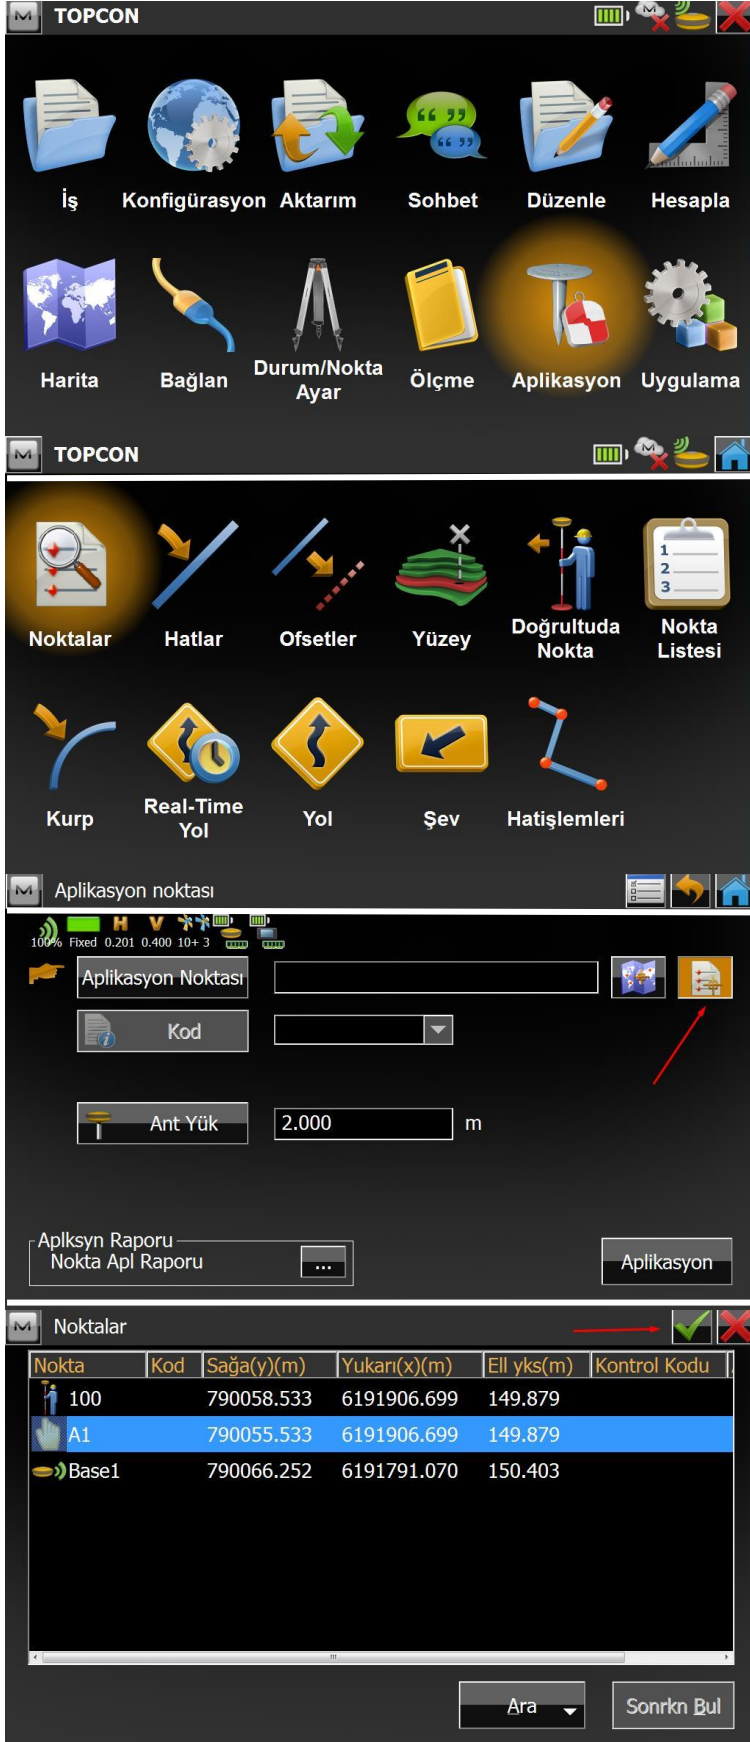 TOPCON
İş
Konfigürasyon
Aktarım
Sohbet
Düzenle
Hesapla
Harita
Bağlan
Durum/Nokta
Ayar
Ölçme
Aplikasyon
Uygulama
TOPCON
Noktalar
Hatlar
Ofsetler
Yüzey
Doğrultuda
Nokta
1
2
3
Nokta
Listesi
Kurp
Real-Time
Yol
Yol
Şev
Hatişlemleri
Aplikasyon noktası
100% Fixed 0.201 0.400 10+3
H V
Aplikasyon Noktası
Kod
Ant Yük 2.000 m
Aplksyn Raporu
Nokta Apl Raporu ...
Aplikasyon
Noktalar
Nokta Kod Sağa(y)(m) Yukarı(x)(m) Ell yks(m) Kontrol Kodu
100 790058.533 6191906.699 149.879
A1 790055.533 6191906.699 149.879
Base1 790066.252 6191791.070 150.403
Ara Sonrkn Bul